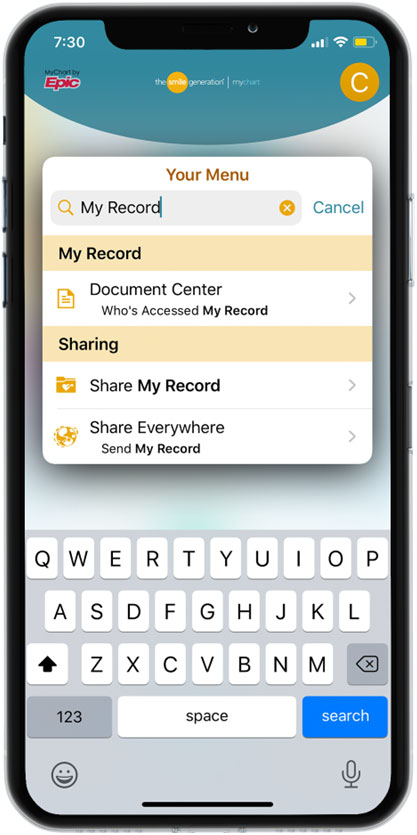 7:30
MyChart by
Epic
the smile generation® | mychart
C
Your Menu
My Record
Cancel
My Record
Document Center
Who's Accessed My Record
Sharing
Share My Record
Share Everywhere
Send My Record
Q W E R T Y U I O P
A S D F G H J K L
Z X C V B N M
123 space search